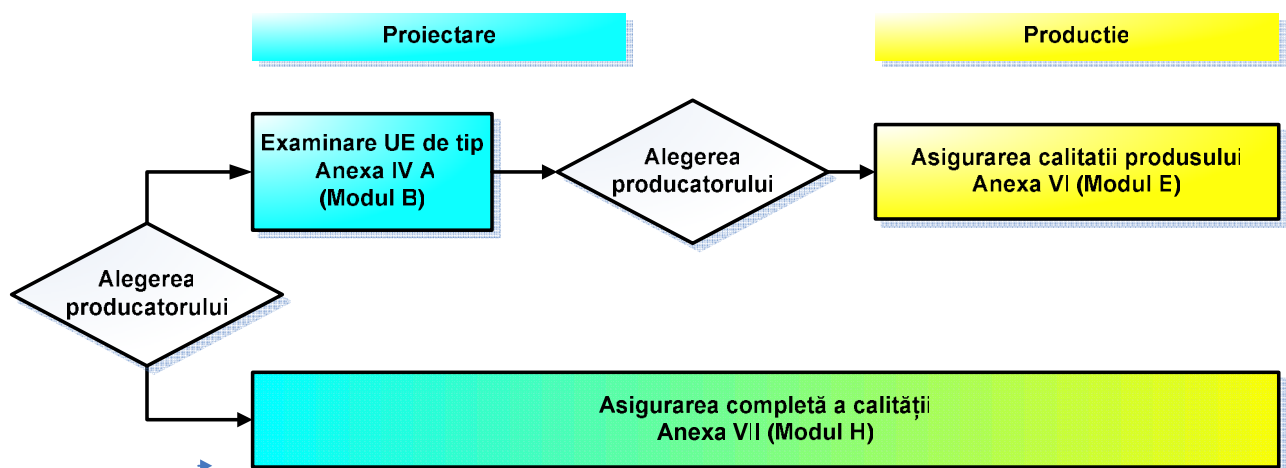 Proiectare
Productie
Examinare UE de tip
Anexa IV A
(Modul B)
Alegerea
producatorului
Asigurarea calitatii produsului
Anexa VI (Modul E)
Alegerea
producatorului
Asigurarea completă a calității
Anexa VII (Modul H)